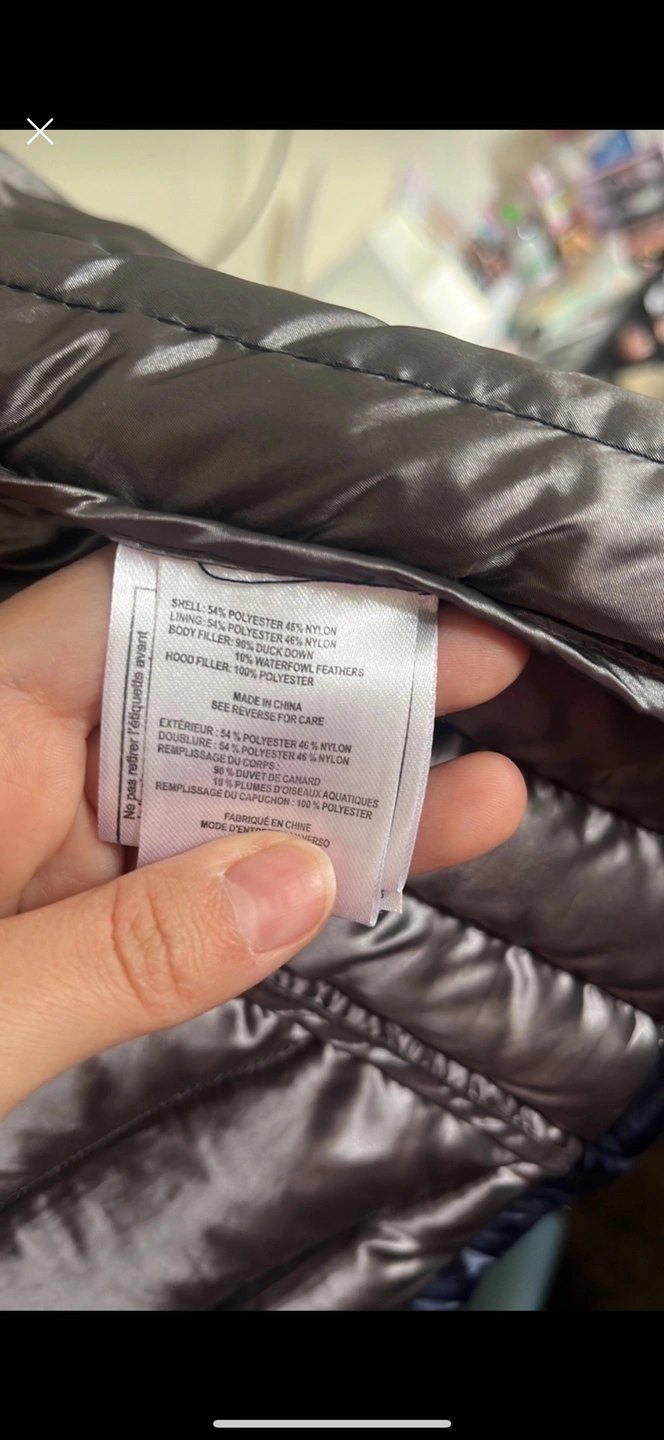 SHELL: 54% POLYESTER 46% NYLON
LINING: 54% POLYESTER 46% NYLON
BODY FILLER: 90% DUCK DOWN
10% WATERFOWL FEATHERS
HOOD FILLER: 100% POLYESTER
MADE IN CHINA
SEE REVERSE FOR CARE
EXTÉRIEUR : 54 % POLYESTER 46 % NYLON
DOUBLURE : 54 % POLYESTER 46 % NYLON
REMPLISSAGE DU CORPS :
90 % DUVET DE CANARD
10 % PLUMES D'OISEAUX AQUATIQUES
REMPLISSAGE DU CAPUCHON : 100 % POLYESTER
FABRIQUÉ EN CHINE
MODE
Ne pas retirer l'étiquette avant